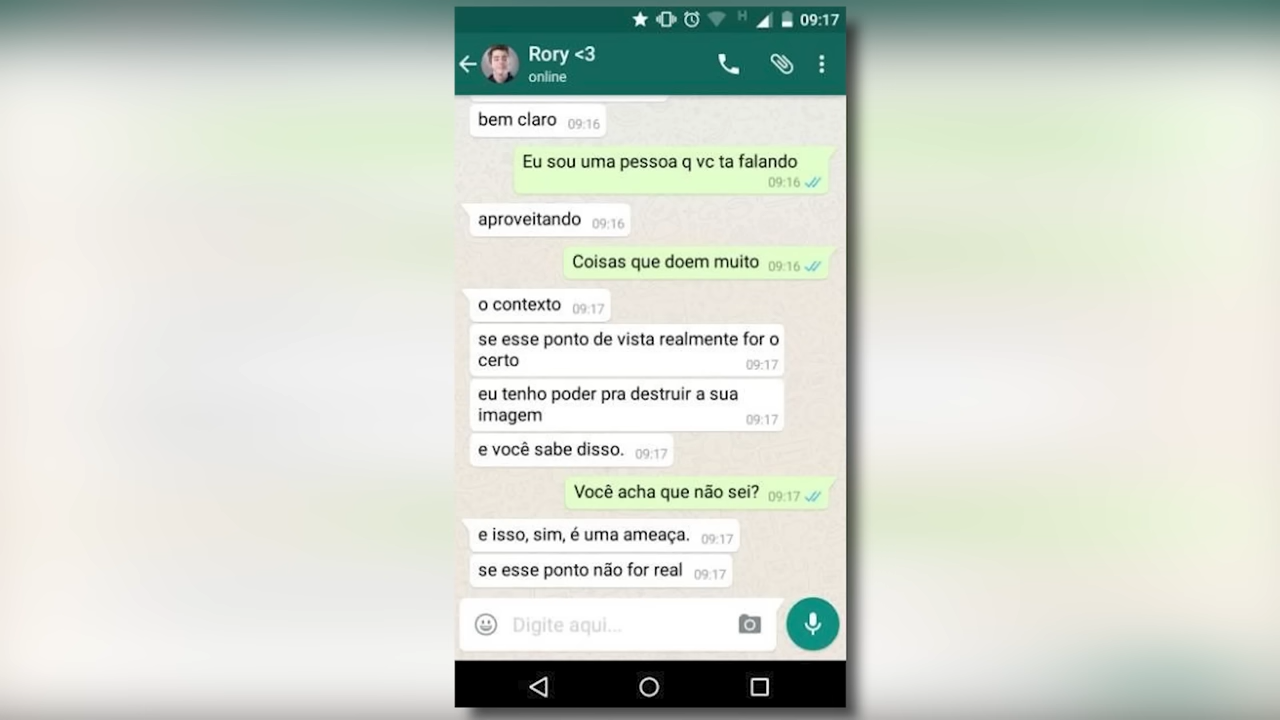 H 09:17
Rory <3
online
bem claro 09:16
Eu sou uma pessoa q vc ta falando
09:16
aproveitando 09:16
Coisas que doem muito 09:16
o contexto 09:17
se esse ponto de vista realmente for o
certo 09:17
eu tenho poder pra destruir a sua
imagem 09:17
e você sabe disso. 09:17
Você acha que não sei? 09:17
e isso, sim, é uma ameaça. 09:17
se esse ponto não for real 09:17
Digite aqui...